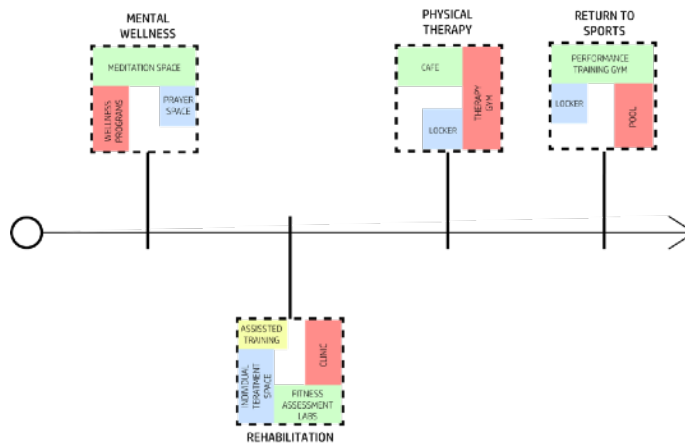 MENTAL
WELLNESS
MEDITATION SPACE
WELLNESS
PROGRAMS
PRAYER
SPACE
PHYSICAL
THERAPY
CAFE
THERAPY
GYM
LOCKER
RETURN TO
SPORTS
PERFORMANCE
TRAINING GYM
LOCKER
POOL
ASSISSTED
TRAINING
INDIVIDUAL
TERATMENT
SPACE
CLINIC
FITNESS
ASSESSMENT
LABS
REHABILITATION